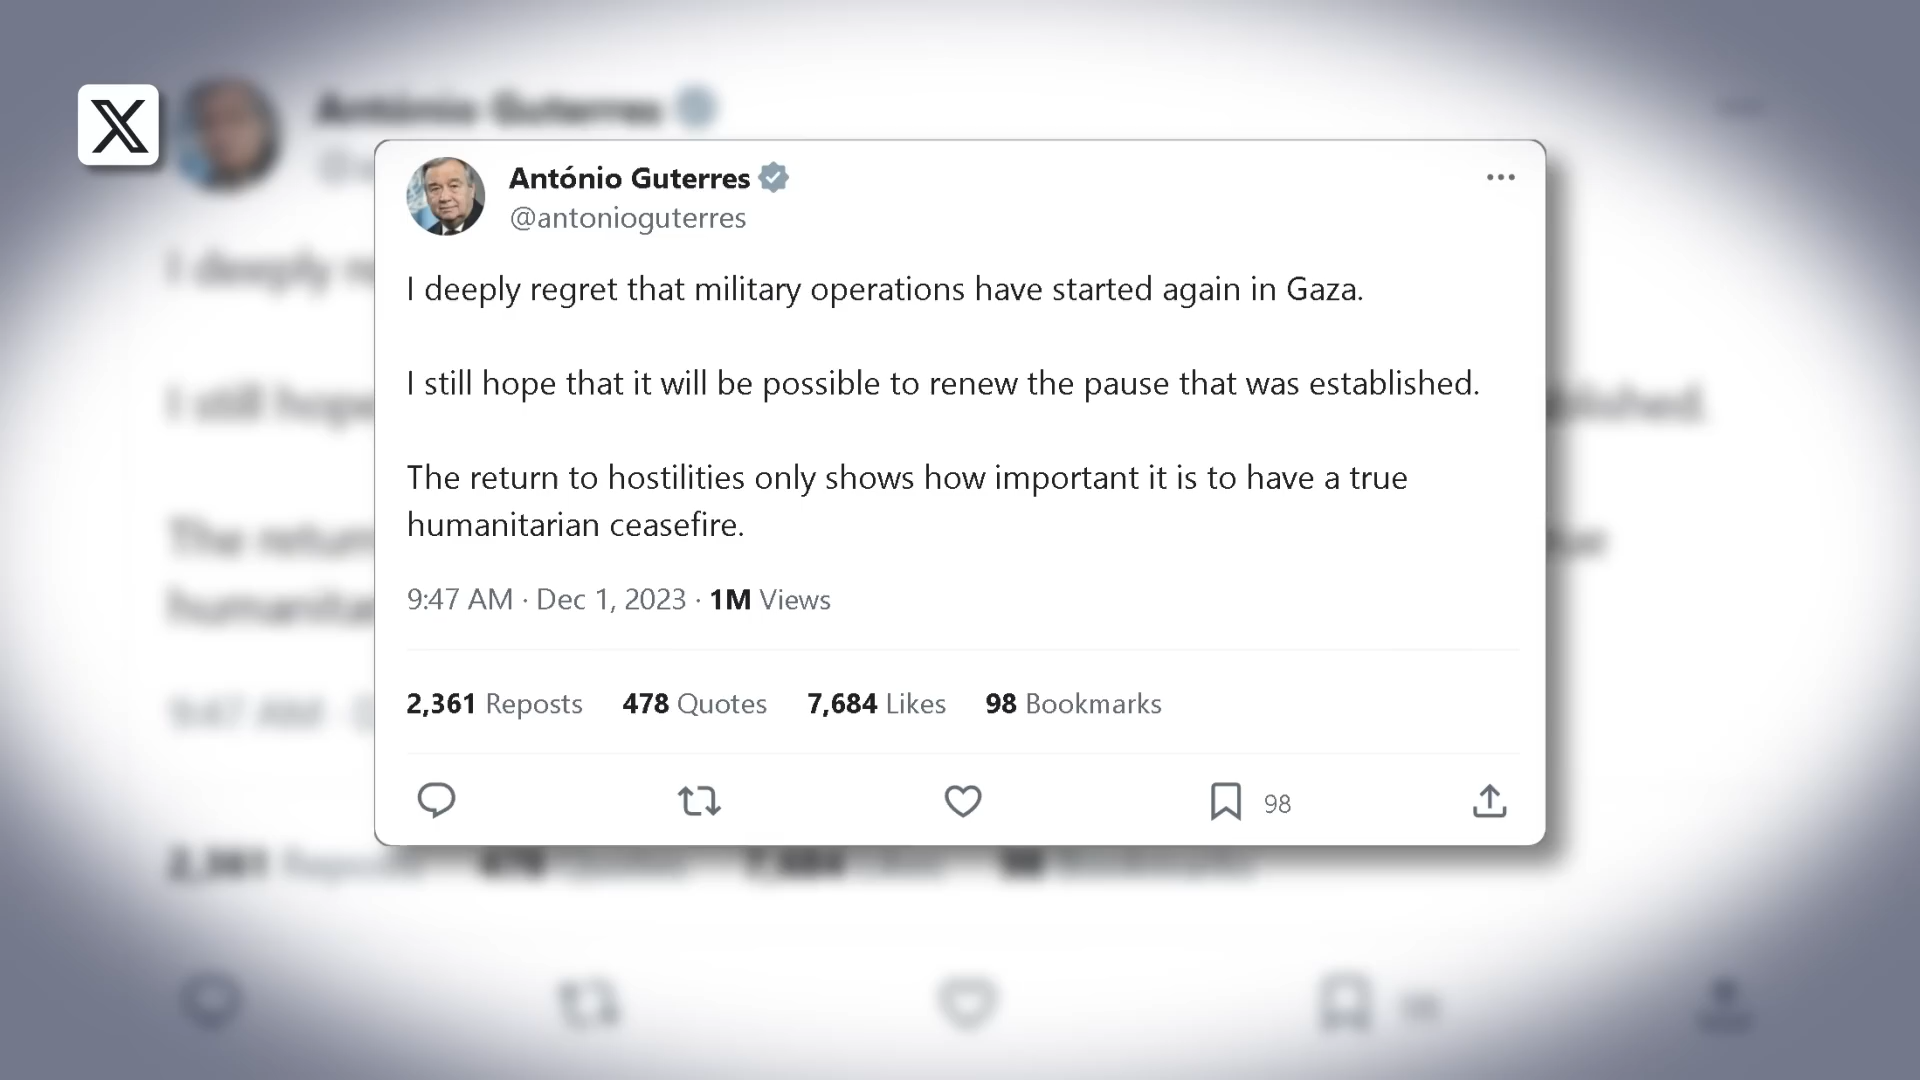 António Guterres
@antonioguterres
I deeply regret that military operations have started again in Gaza.
I still hope that it will be possible to renew the pause that was established.
The return to hostilities only shows how important it is to have a true
humanitarian ceasefire.
9:47 AM · Dec 1, 2023 · 1M Views
2,361 Reposts 478 Quotes 7,684 Likes 98 Bookmarks
98